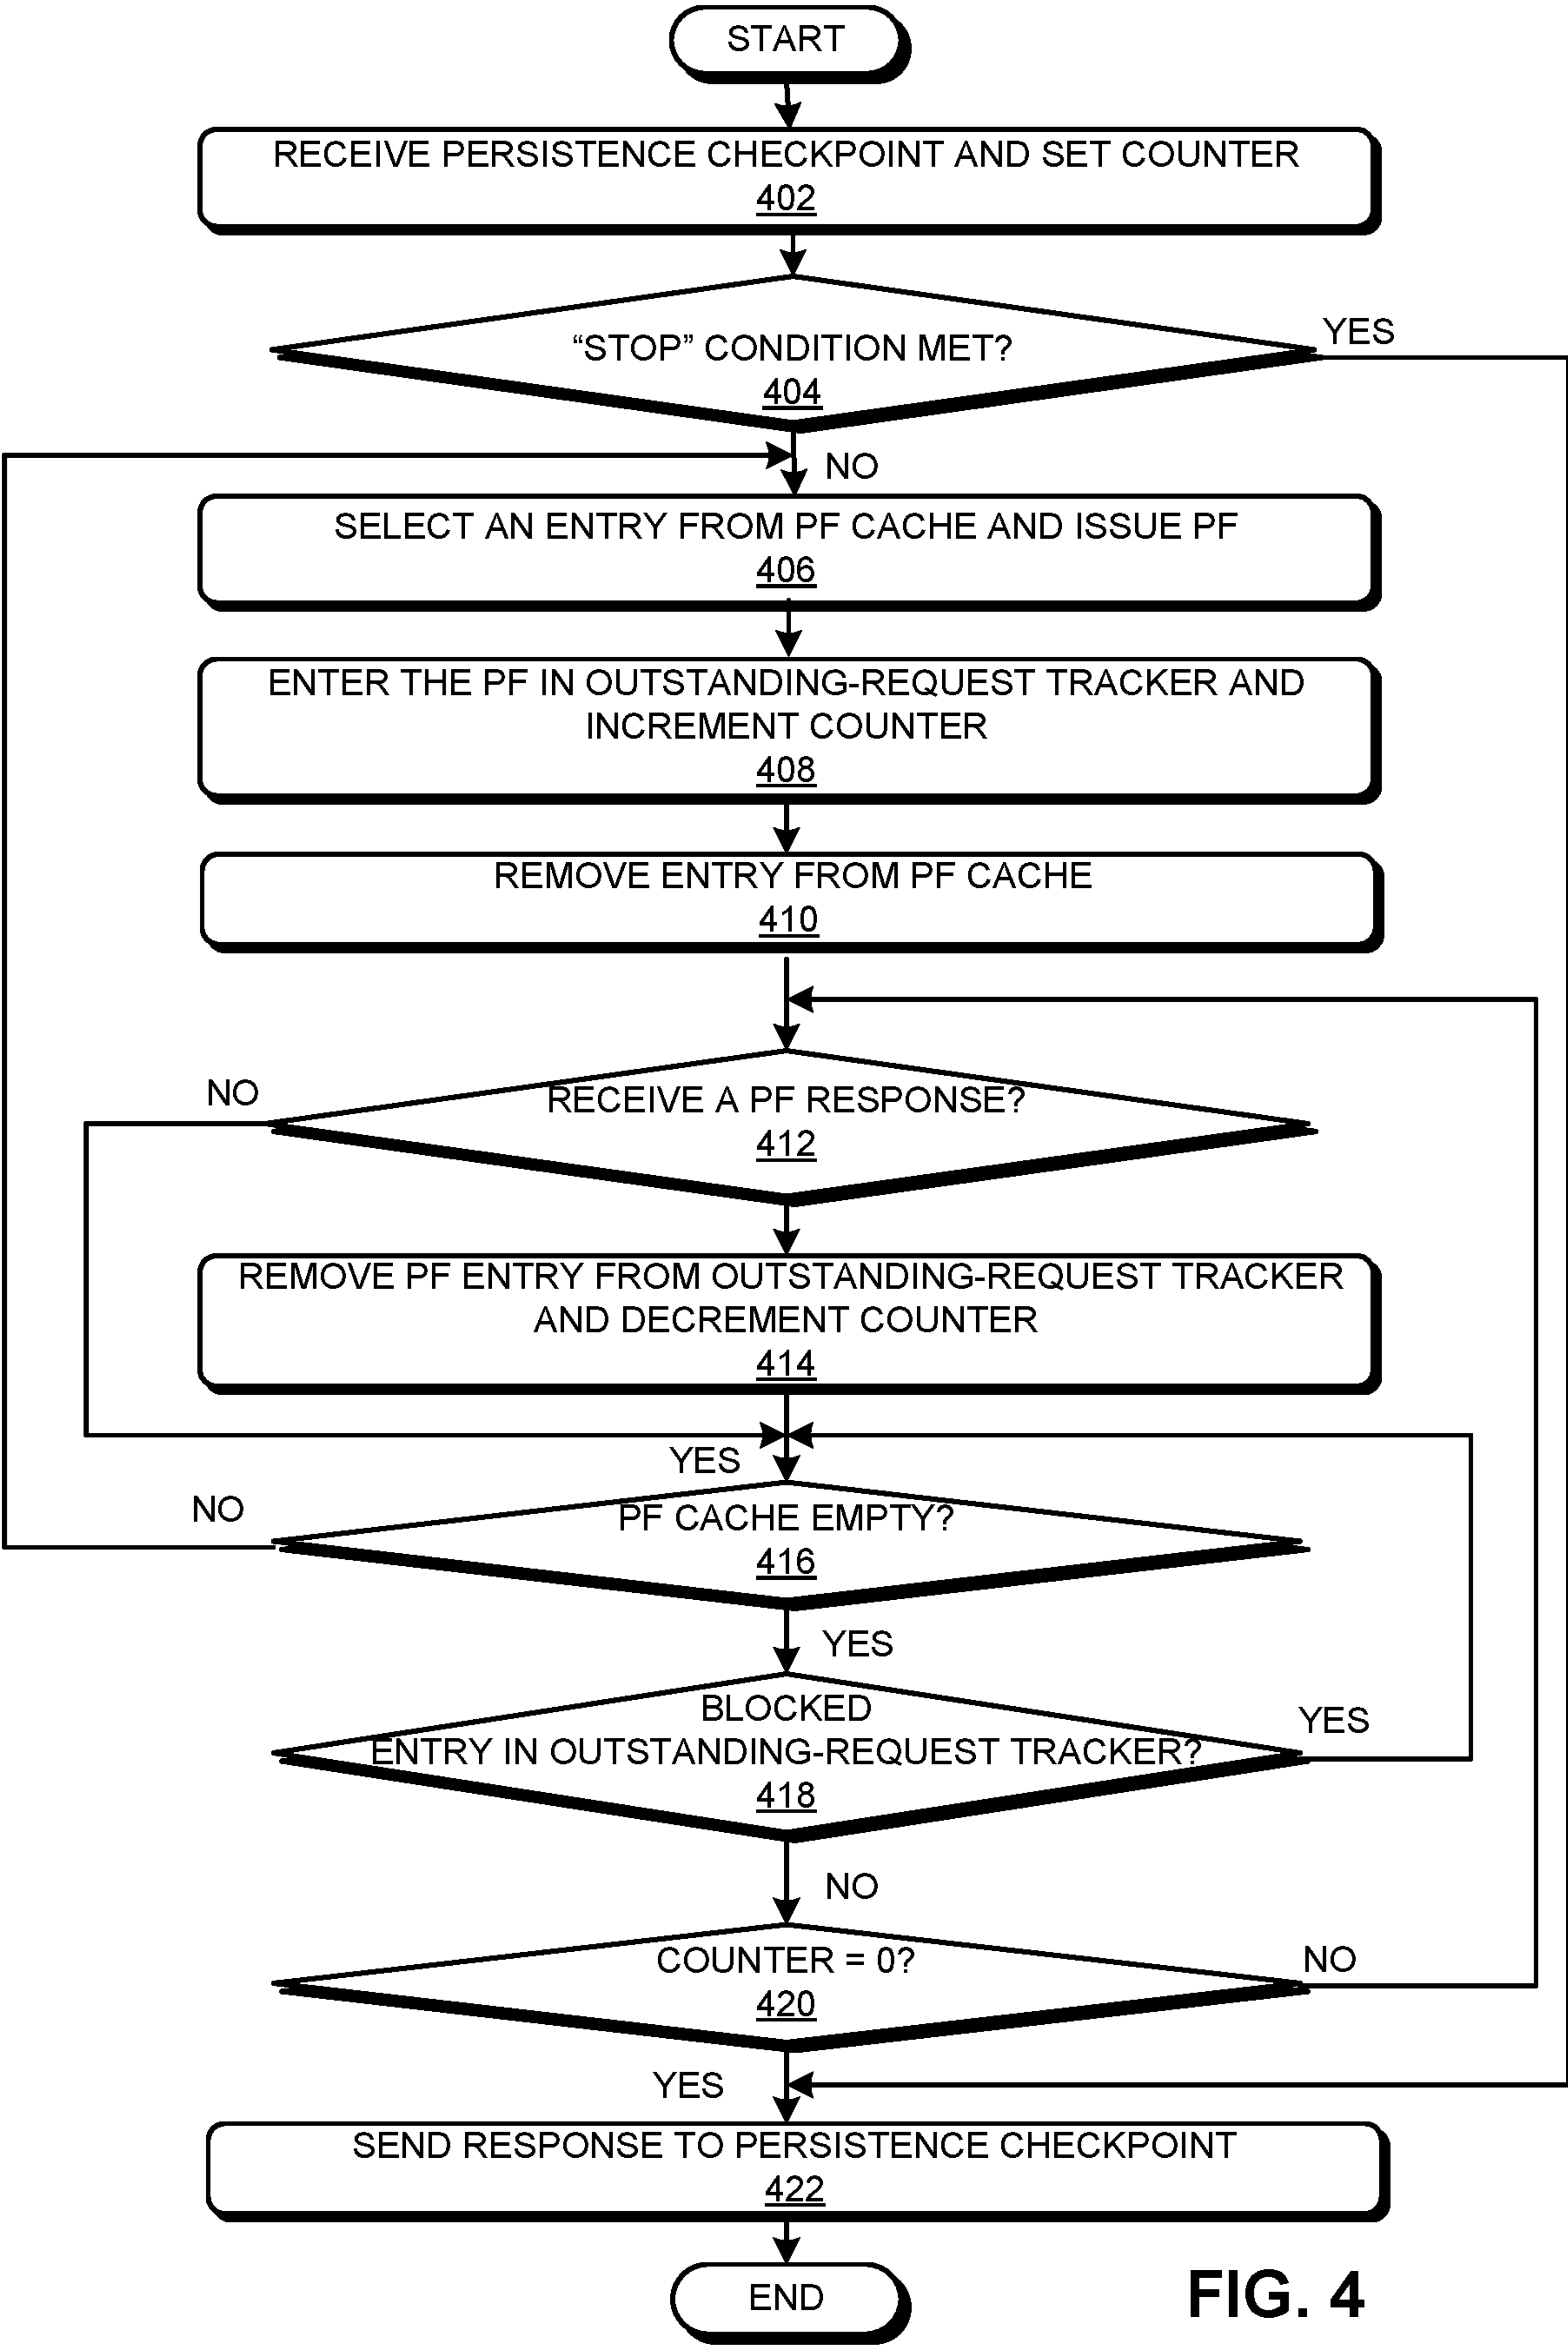 START
RECEIVE PERSISTENCE CHECKPOINT AND SET COUNTER
402
“STOP” CONDITION MET?
404
YES
NO
SELECT AN ENTRY FROM PF CACHE AND ISSUE PF
406
ENTER THE PF IN OUTSTANDING-REQUEST TRACKER AND
INCREMENT COUNTER
408
REMOVE ENTRY FROM PF CACHE
410
NO
RECEIVE A PF RESPONSE?
412
REMOVE PF ENTRY FROM OUTSTANDING-REQUEST TRACKER
AND DECREMENT COUNTER
414
YES
NO
PF CACHE EMPTY?
416
YES
BLOCKED
ENTRY IN OUTSTANDING-REQUEST TRACKER?
418
YES
NO
COUNTER = 0?
420
NO
YES
SEND RESPONSE TO PERSISTENCE CHECKPOINT
422
END
FIG. 4